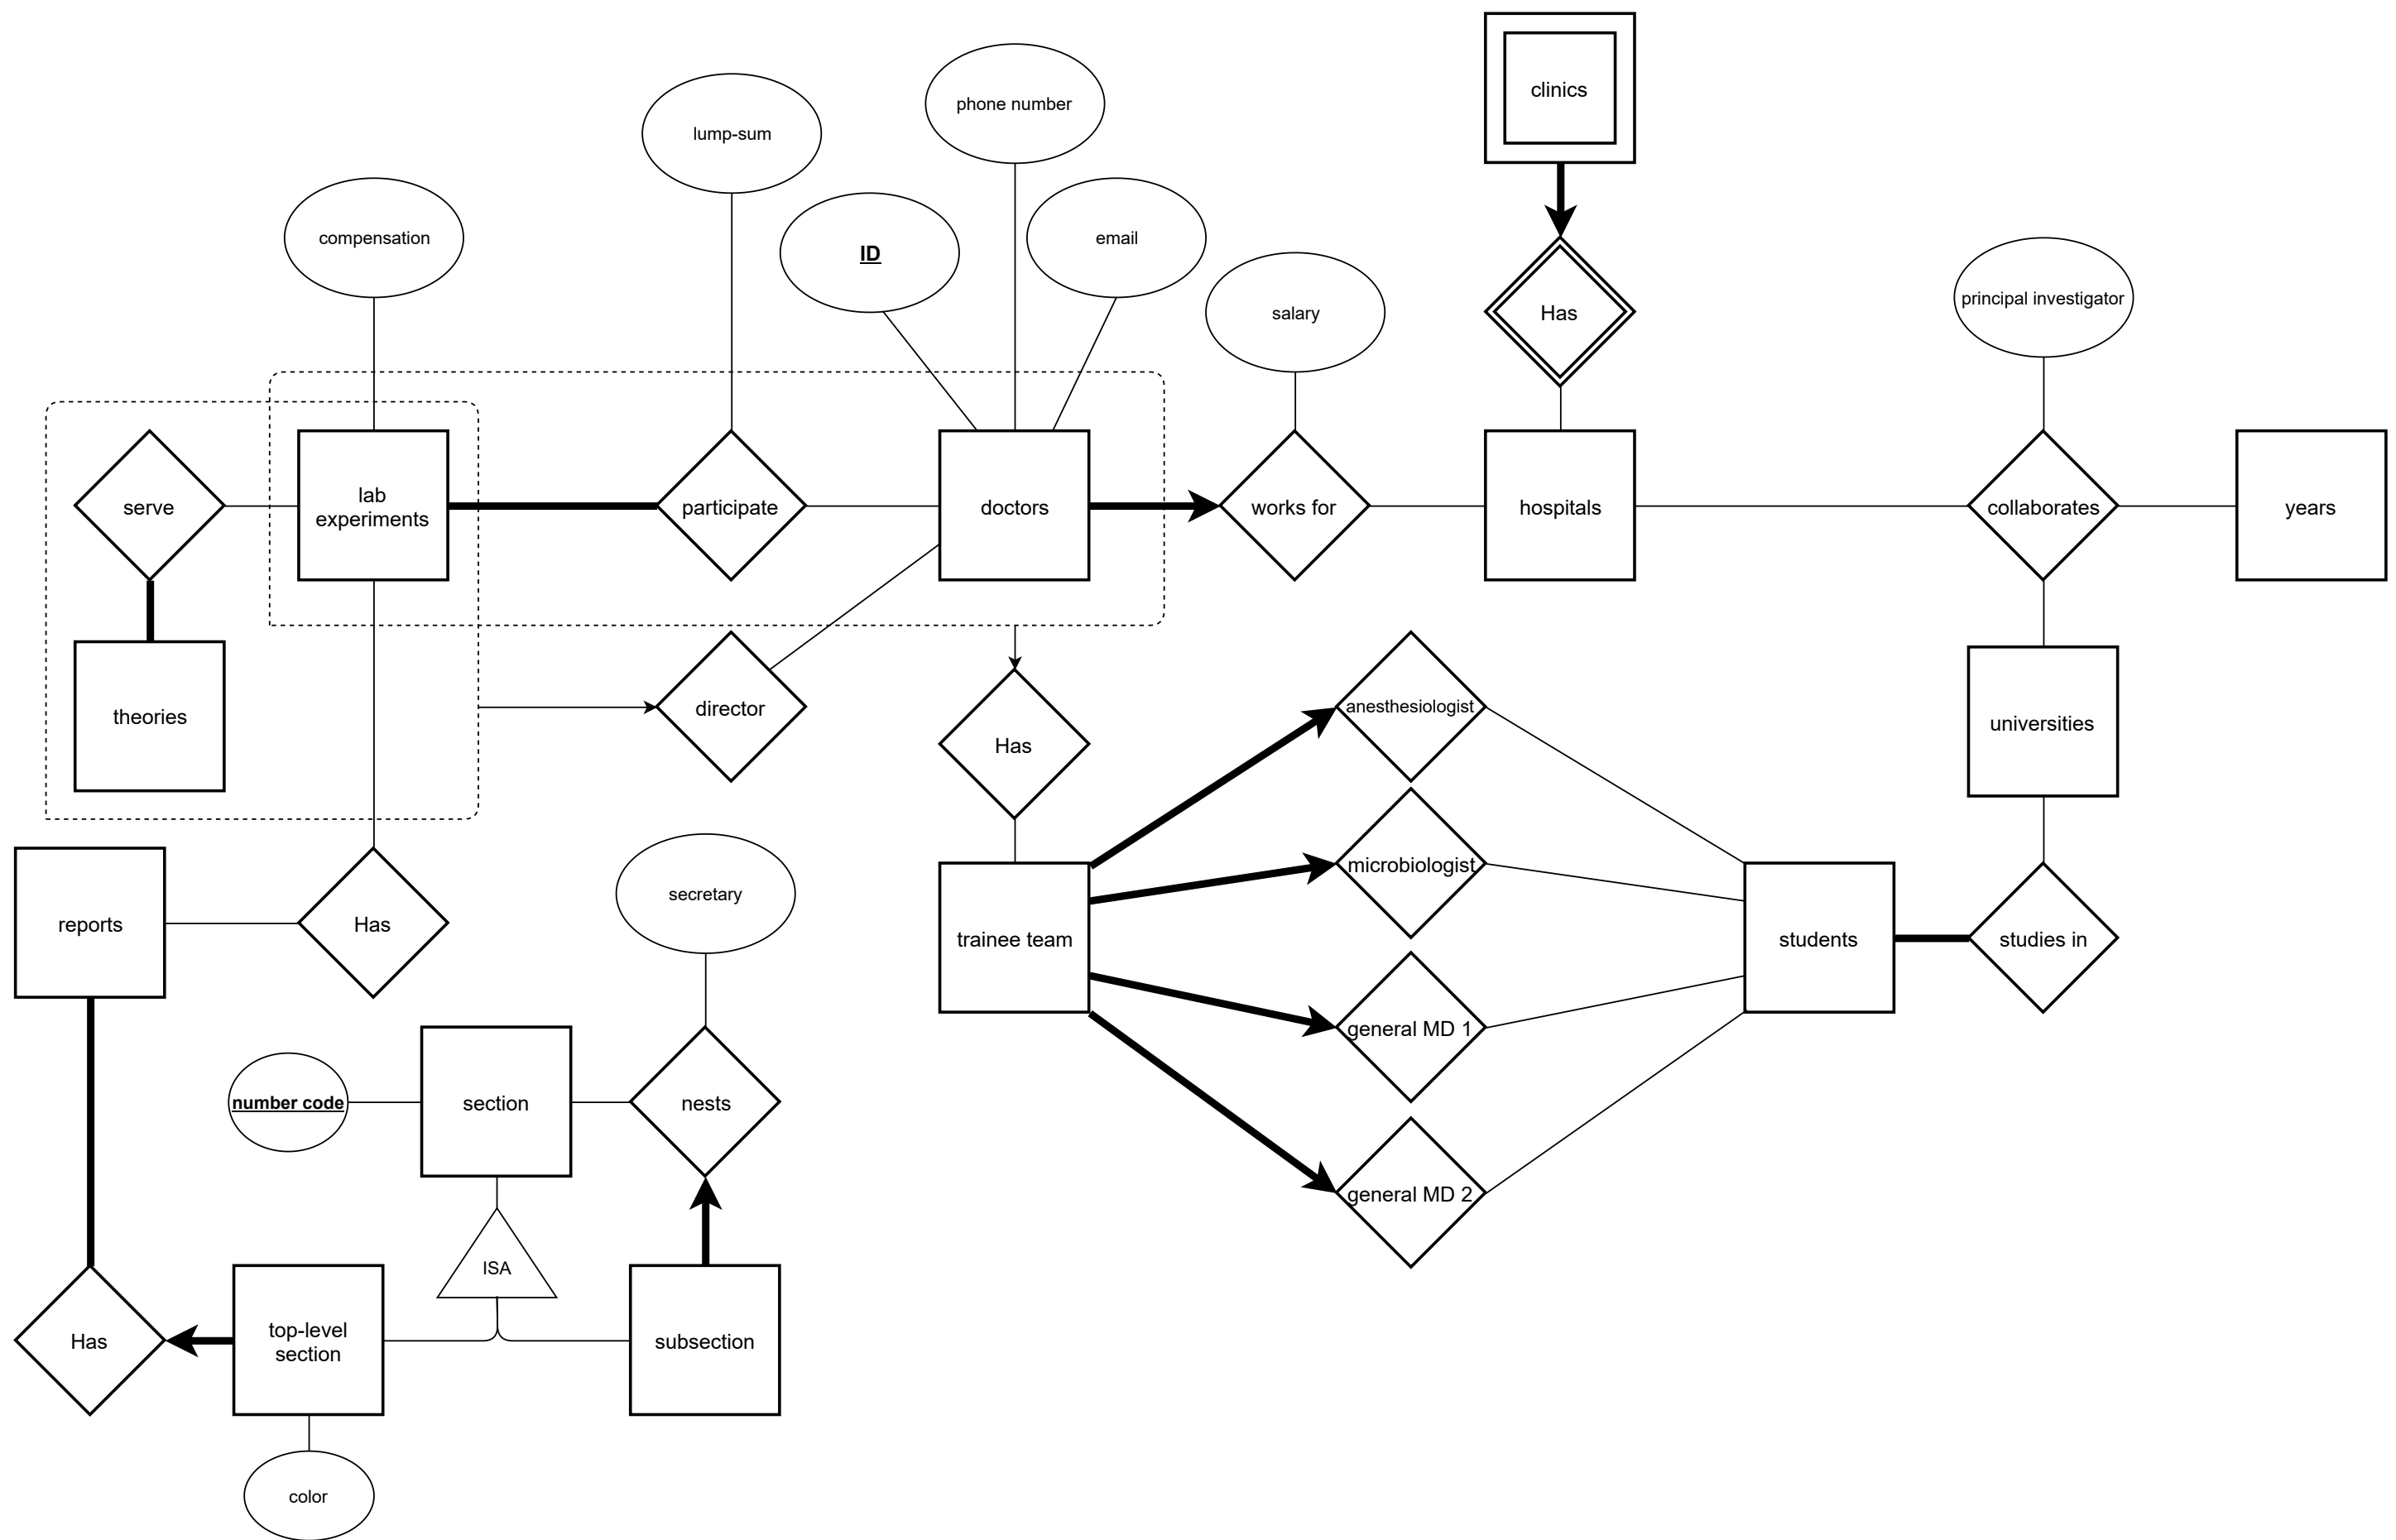 clinics
phone number
lump-sum
compensation
ID
email
salary
Has
principal investigator
serve
lab
experiments
participate
doctors
works for
hospitals
collaborates
years
theories
director
Has
anesthesiologist
universities
microbiologist
secretary
reports
Has
trainee team
students
studies in
general MD 1
number code
section
nests
general MD 2
ISA
Has
top-level
section
subsection
color